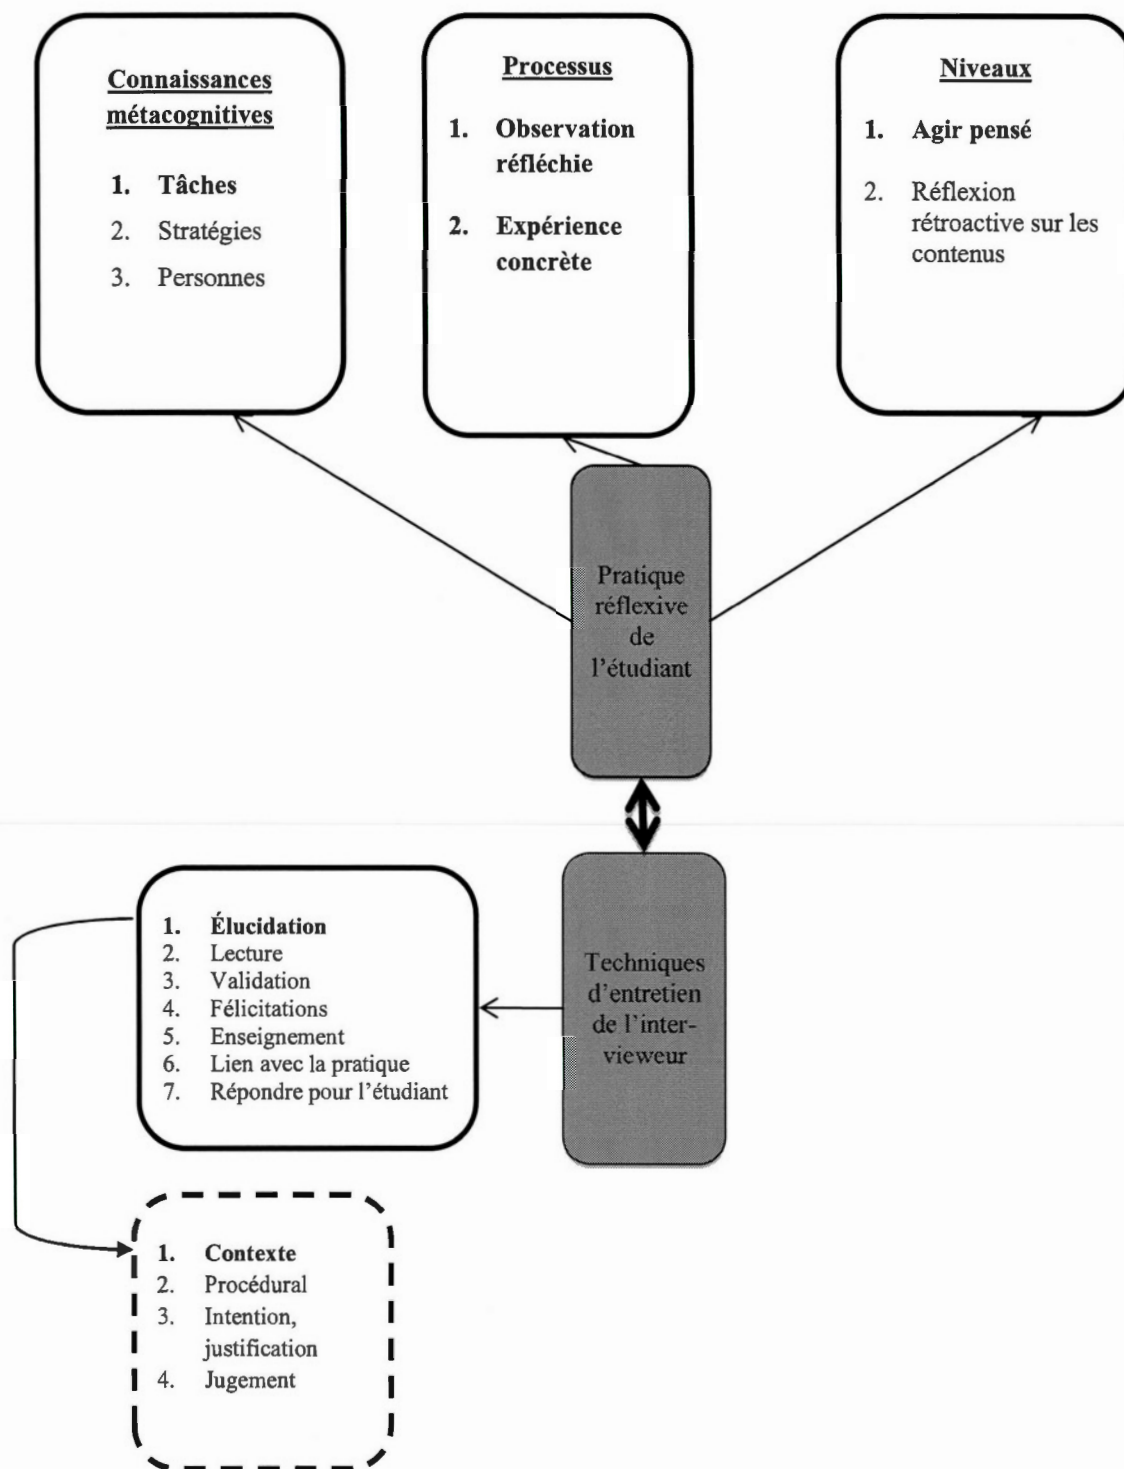 Connaissances
métacognitives
1. Tâches
2. Stratégies
3. Personnes
Processus
1. Observation
réfléchie
2. Expérience
concrète
Niveaux
1. Agir pensé
2. Réflexion
rétroactive sur les
contenus
Pratique
réflexive
de
l'étudiant
1. Élucidation
2. Lecture
3. Validation
4. Félicitations
5. Enseignement
6. Lien avec la pratique
7. Répondre pour l'étudiant
Techniques
d'entretien
de l'inter-
vieweur
1. Contexte
2. Procédural
3. Intention,
justification
4. Jugement